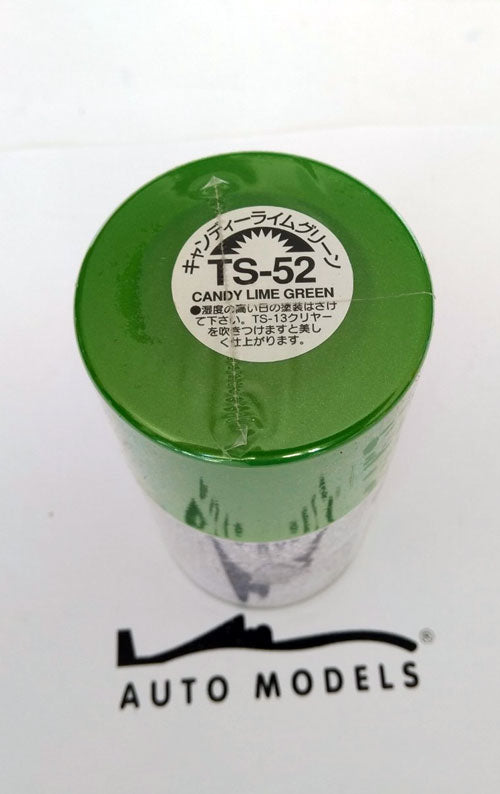 キャンディーライムグリーン
TS-52
CANDY LIME GREEN
●湿度の高い日の塗装はさけ
て下さい。TS-13クリヤー
を吹きつけますと美し
く仕上がります。
®
AUTO MODELS